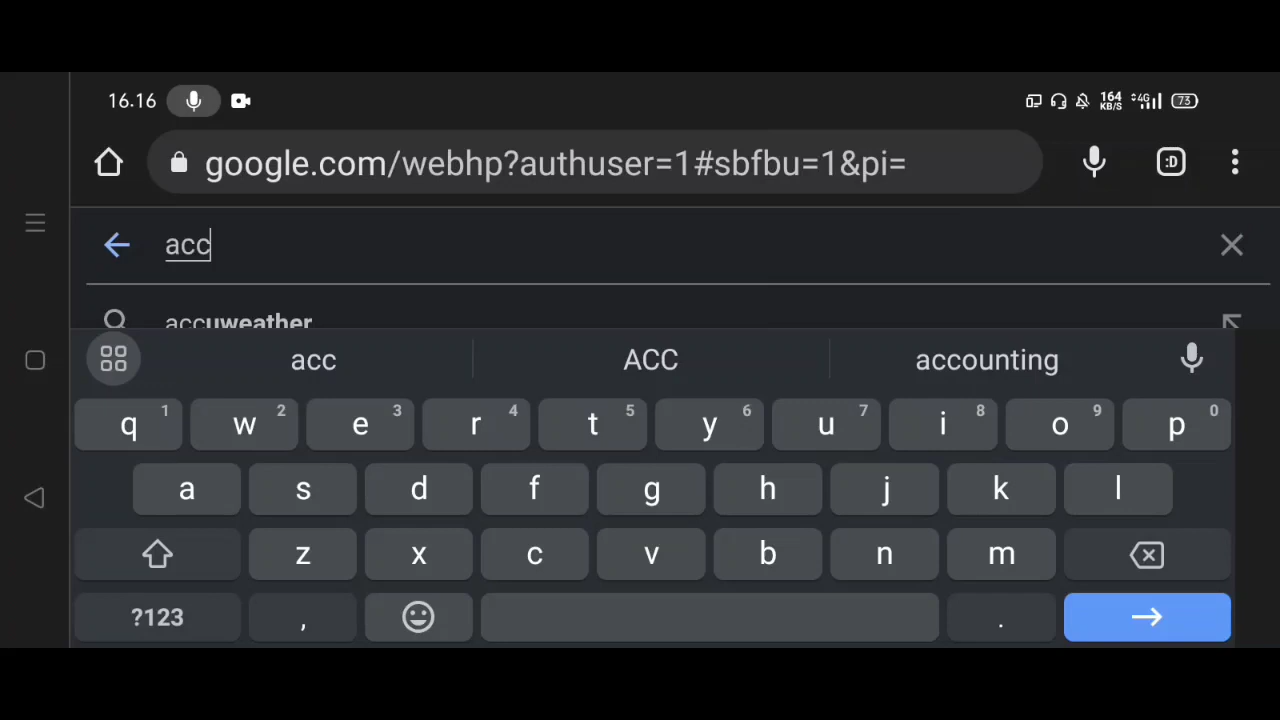 16.16 164 KB/S 4G 73
google.com/webhp?authuser=1#sbfbu=1&pi= :D
acc
accuweather
acc ACC accounting
q 1 w 2 e 3 r 4 t 5 y 6 u 7 i 8 o 9 p 0
a s d f g h j k l
z x c v b n m
?123 , .